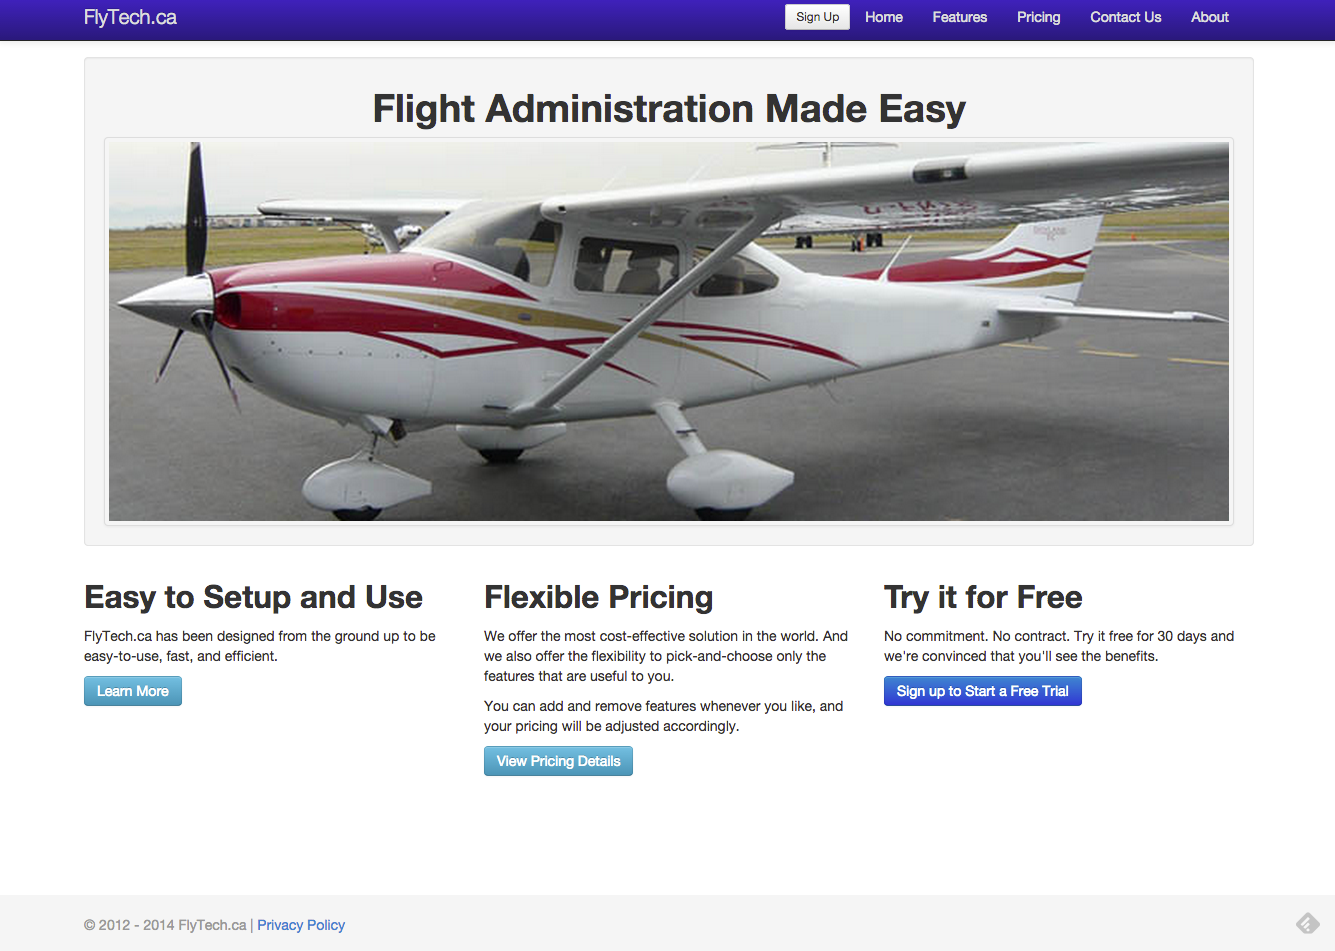 FlyTech.ca
Sign Up
Home
Features
Pricing
Contact Us
About
Flight Administration Made Easy
Easy to Setup and Use
FlyTech.ca has been designed from the ground up to be
easy-to-use, fast, and efficient.
Learn More
Flexible Pricing
We offer the most cost-effective solution in the world. And
we also offer the flexibility to pick-and-choose only the
features that are useful to you.
You can add and remove features whenever you like, and
your pricing will be adjusted accordingly.
View Pricing Details
Try it for Free
No commitment. No contract. Try it free for 30 days and
we're convinced that you'll see the benefits.
Sign up to Start a Free Trial
© 2012 - 2014 FlyTech.ca | Privacy Policy